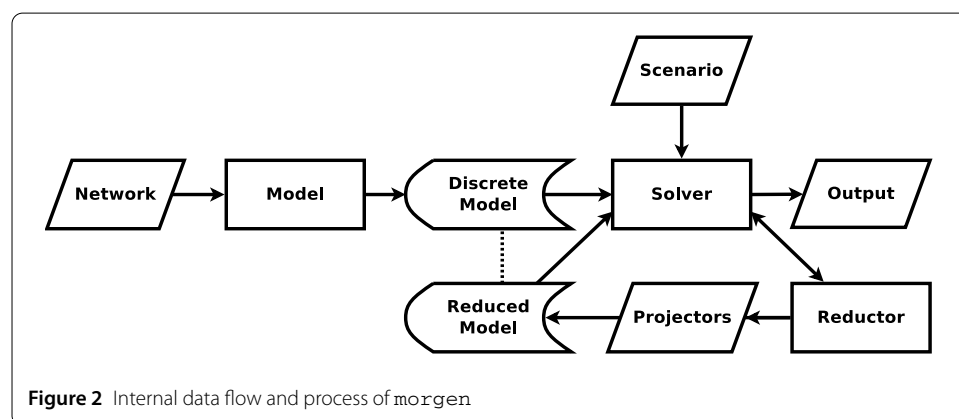 Scenario
Network
Model
Discrete
Model
Solver
Output
Reduced
Model
Projectors
Reductor
Figure 2 Internal data flow and process of morgen